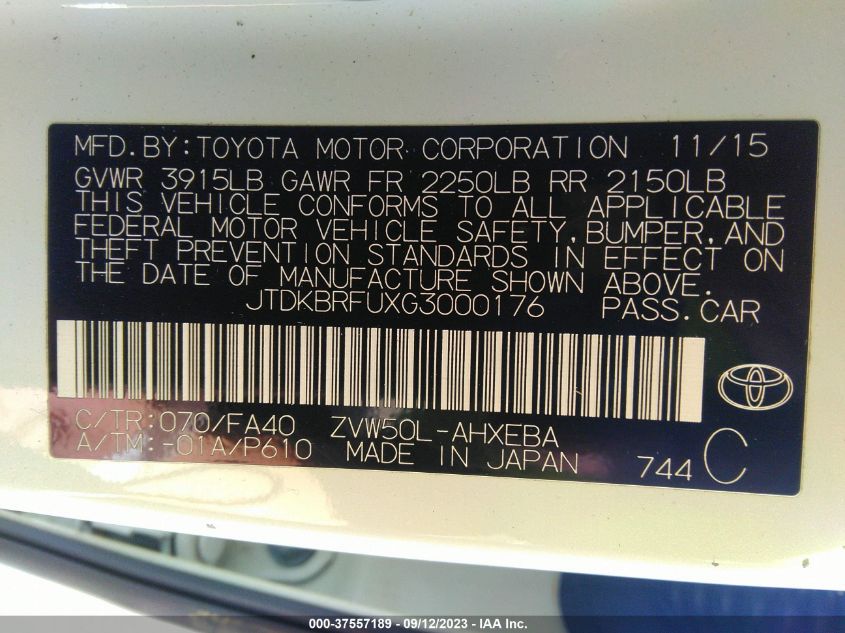 MFD.BY:TOYOTA MOTOR CORPORATION 11/15
GVWR 3915LB GAWR FR 2250LB RR 2150LB
THIS VEHICLE CONFORMS TO ALL APPLICABLE
FEDERAL MOTOR VEHICLE SAFETY,BUMPER,AND
THEFT PREVENTION STANDARDS IN EFFECT ON
THE DATE OF MANUFACTURE SHOWN ABOVE.
JTDKBRFUXG3000176 PASS.CAR
C/TR:070/FA40 ZVW50L-AHXEBA
A/TM:-01A/P610 MADE IN JAPAN 744 C
000-37557189 - 09/12/2023 - IAA Inc.